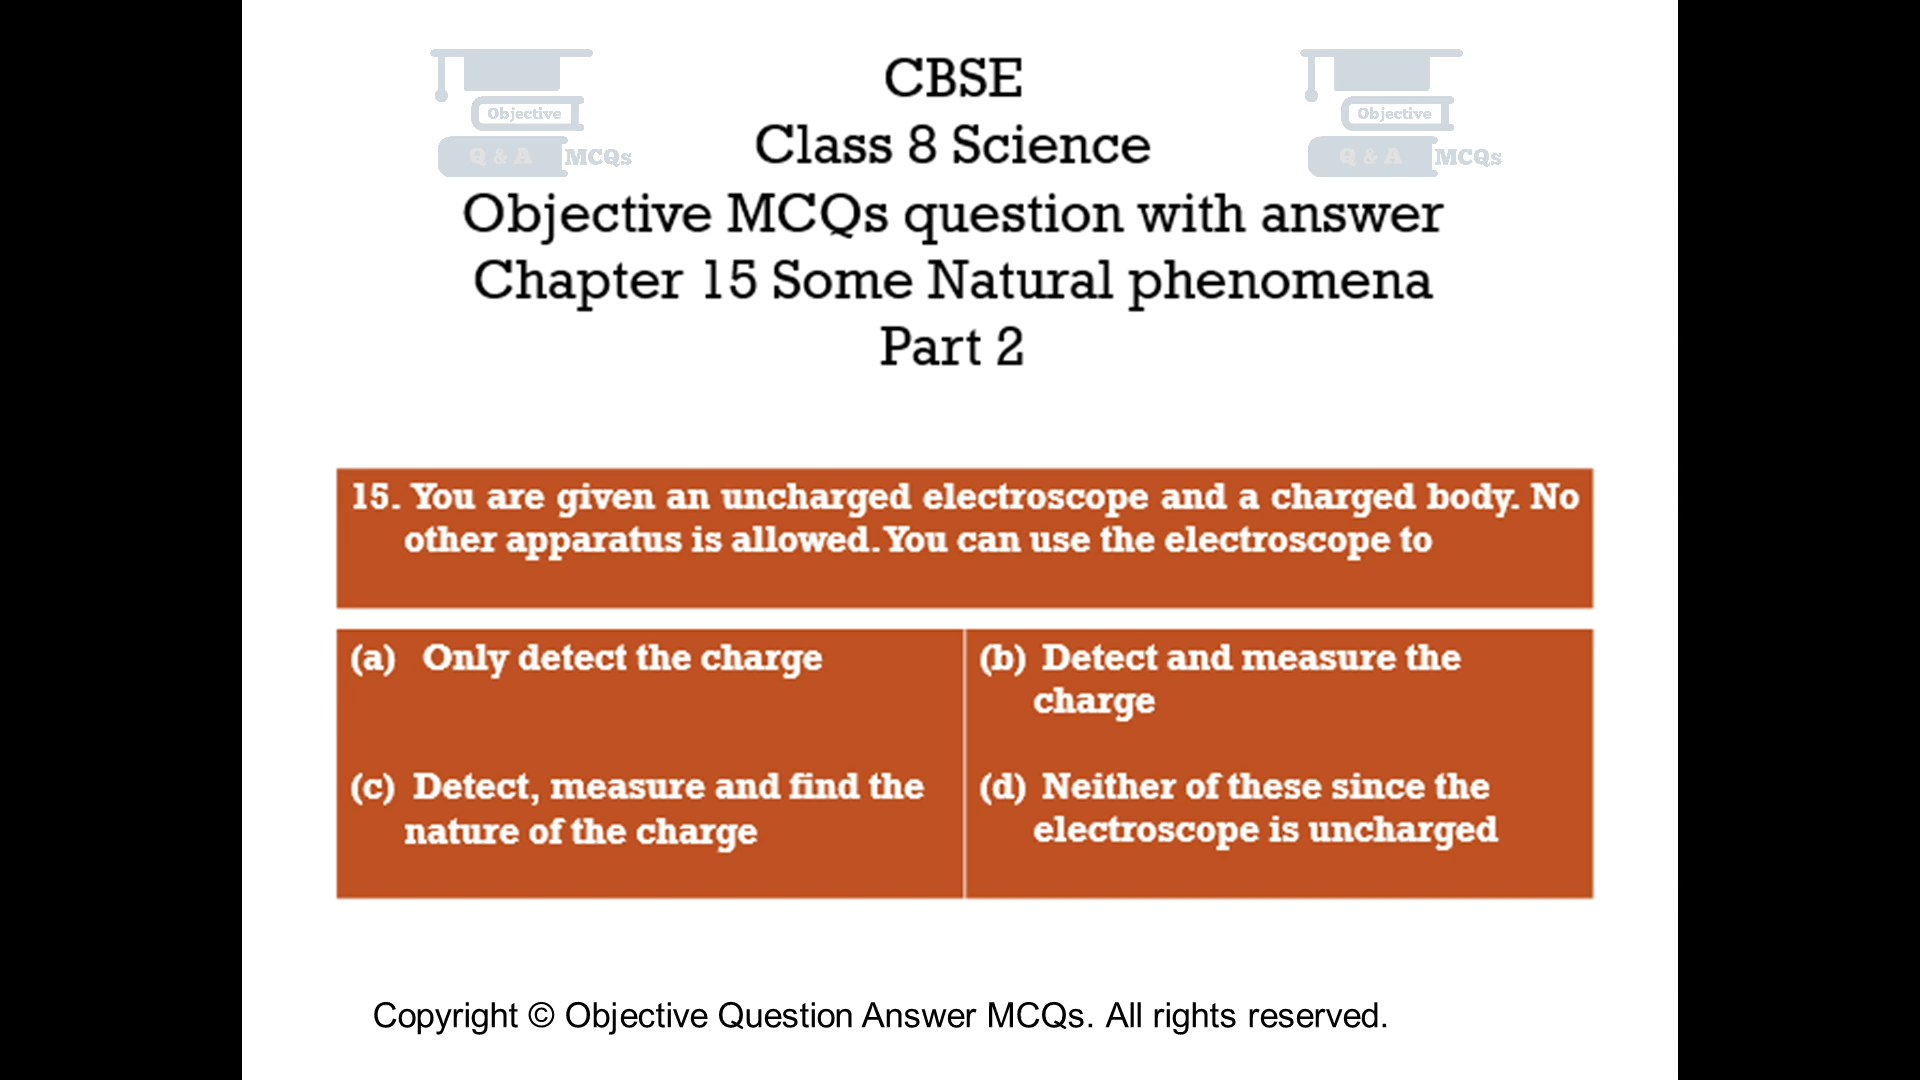 CBSE
Class 8 Science
Objective MCQs question with answer
Chapter 15 Some Natural phenomena
Part 2
Objective
Q & A MCQs
Objective
Q & A MCQs
15. You are given an uncharged electroscope and a charged body. No
other apparatus is allowed. You can use the electroscope to
(a) Only detect the charge
(b) Detect and measure the
charge
(c) Detect, measure and find the
nature of the charge
(d) Neither of these since the
electroscope is uncharged
Copyright © Objective Question Answer MCQs. All rights reserved.